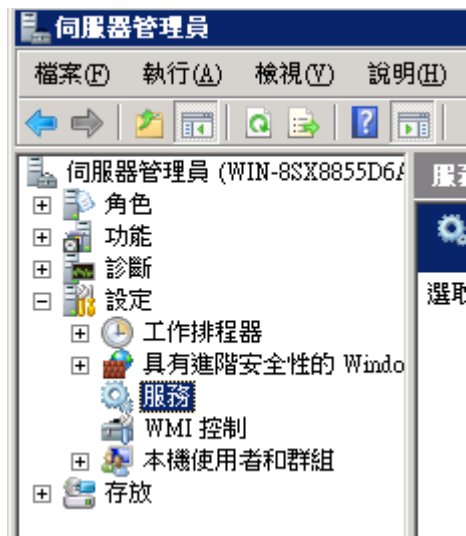 伺服器管理員
檔案(F) 執行(A) 檢視(V) 說明(H)
伺服器管理員 (WIN-8SX8855D6A
角色
功能
診斷
設定
工作排程器
具有進階安全性的 Windo
服務
WMI 控制
本機使用者和群組
存放
選取